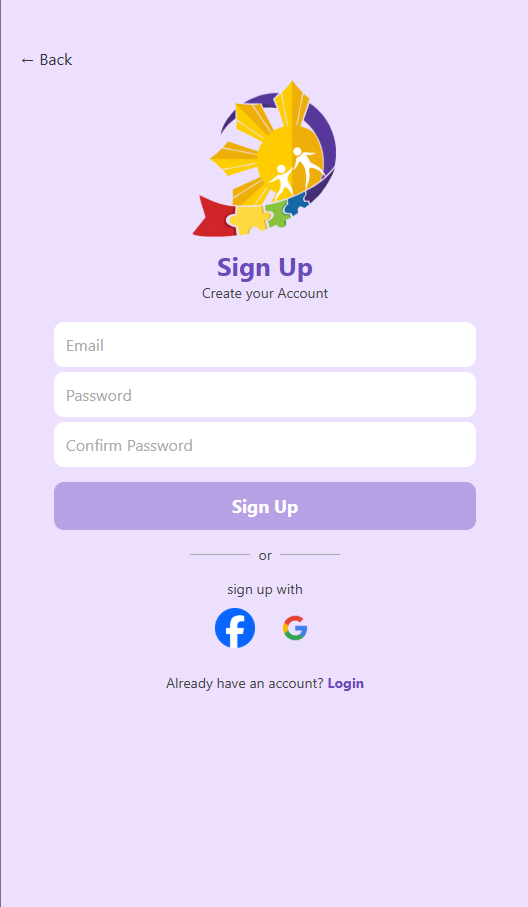 ← Back
Sign Up
Create your Account
Email
Password
Confirm Password
Sign Up
or
sign up with
Already have an account? Login